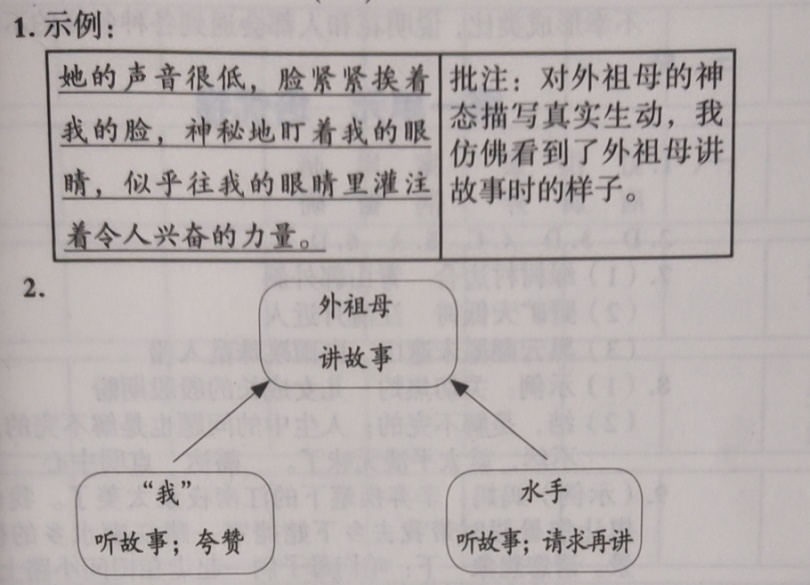 1. 示例：
她的声音很低，脸紧紧挨着
我的脸，神秘地盯着我的眼
睛，似乎往我的眼睛里灌注
着令人兴奋的力量。
批注：对外祖母的神
态描写真实生动，我
仿佛看到了外祖母讲
故事时的样子。
2.
外祖母
讲故事
“我”
听故事；夸赞
水手
听故事；请求再讲